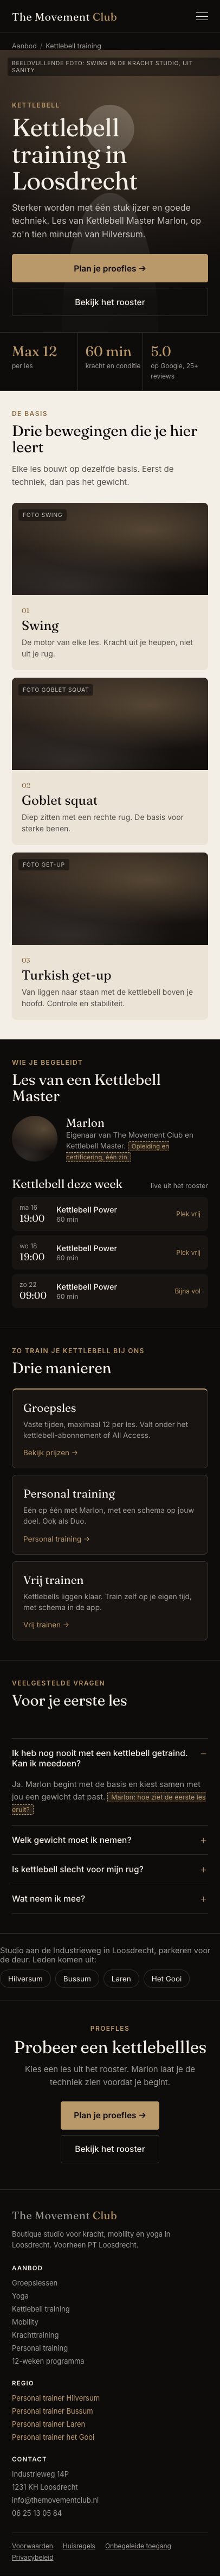 The Movement Club
Aanbod / Kettlebell training
BEELDVULLENDE FOTO: SWING IN DE KRACHT STUDIO, UIT
SANITY
KETTLEBELL
Kettlebell
training in
Loosdrecht
Sterker worden met één stuk ijzer en goede
techniek. Les van Kettlebell Master Marlon, op
zo'n tien minuten van Hilversum.
Plan je proefles →
Bekijk het rooster
Max 12
per les
60 min
kracht en conditie
5.0
op Google, 25+
reviews
DE BASIS
Drie bewegingen die je hier
leert
Elke les bouwt op dezelfde basis. Eerst de
techniek, dan pas het gewicht.
FOTO SWING
01
Swing
De motor van elke les. Kracht uit je heupen, niet
uit je rug.
FOTO GOBLET SQUAT
02
Goblet squat
Diep zitten met een rechte rug. De basis voor
sterke benen.
FOTO GET-UP
03
Turkish get-up
Van liggen naar staan met de kettlebell boven je
hoofd. Controle en stabiliteit.
WIE JE BEGELEIDT
Les van een Kettlebell
Master
Marlon
Eigenaar van The Movement Club en
Kettlebell Master. Opleiding en
certificering, één zin
Kettlebell deze week
live uit het rooster
ma 16
19:00
Kettlebell Power
60 min
Plek vrij
wo 18
19:00
Kettlebell Power
60 min
Plek vrij
zo 22
09:00
Kettlebell Power
60 min
Bijna vol
ZO TRAIN JE KETTLEBELL BIJ ONS
Drie manieren
Groepsles
Vaste tijden, maximaal 12 per les. Valt onder het
kettlebell-abonnement of All Access.
Bekijk prijzen →
Personal training
Eén op één met Marlon, met een schema op jouw
doel. Ook als Duo.
Personal training →
Vrij trainen
Kettlebells liggen klaar. Train zelf op je eigen tijd,
met schema in de app.
Vrij trainen →
VEELGESTELDE VRAGEN
Voor je eerste les
Ik heb nog nooit met een kettlebell getraind.
Kan ik meedoen?
−
Ja. Marlon begint met de basis en kiest samen met
jou een gewicht dat past. Marlon: hoe ziet de eerste les
eruit?
Welk gewicht moet ik nemen? +
Is kettlebell slecht voor mijn rug? +
Wat neem ik mee? +
Studio aan de Industrieweg in Loosdrecht, parkeren voor
de deur. Leden komen uit:
Hilversum
Bussum
Laren
Het Gooi
PROEFLES
Probeer een kettlebellles
Kies een les uit het rooster. Marlon laat je de
techniek zien voordat je begint.
Plan je proefles →
Bekijk het rooster
The Movement Club
Boutique studio voor kracht, mobility en yoga in
Loosdrecht. Voorheen PT Loosdrecht.
AANBOD
Groepslessen
Yoga
Kettlebell training
Mobility
Krachttraining
Personal training
12-weken programma
REGIO
Personal trainer Hilversum
Personal trainer Bussum
Personal trainer Laren
Personal trainer het Gooi
CONTACT
Industrieweg 14P
1231 KH Loosdrecht
info@themovementclub.nl
06 25 13 05 84
Voorwaarden Huisregels Onbegeleide toegang
Privacybeleid